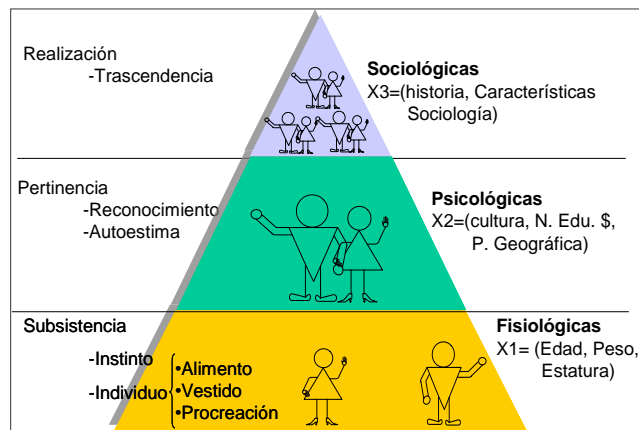 Realización
-Trascendencia
Sociológicas
X3=(historia, Características
Sociología)
Pertinencia
-Reconocimiento
-Autoestima
Psicológicas
X2=(cultura, N. Edu. $,
P. Geográfica)
Subsistencia
-Instinto
-Individuo
•Alimento
•Vestido
•Procreación
Fisiológicas
X1= (Edad, Peso,
Estatura)